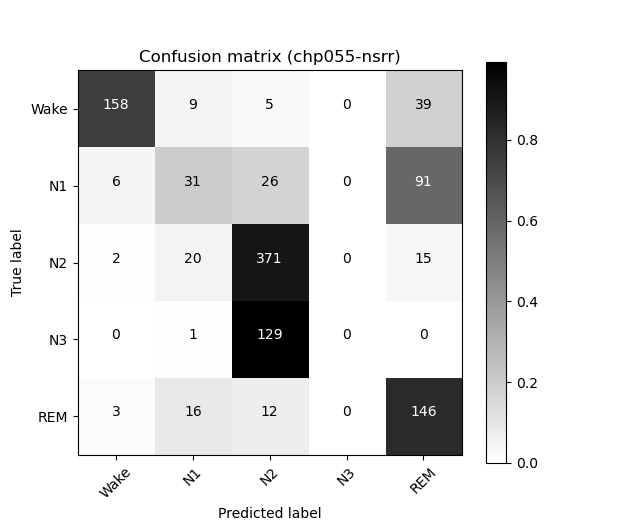 Confusion matrix (chp055-nsrr)
True label
Wake 158 9 5 0 39
N1 6 31 26 0 91
N2 2 20 371 0 15
N3 0 1 129 0 0
REM 3 16 12 0 146
Wake N1 N2 N3 REM
Predicted label
0.8
0.6
0.4
0.2
0.0